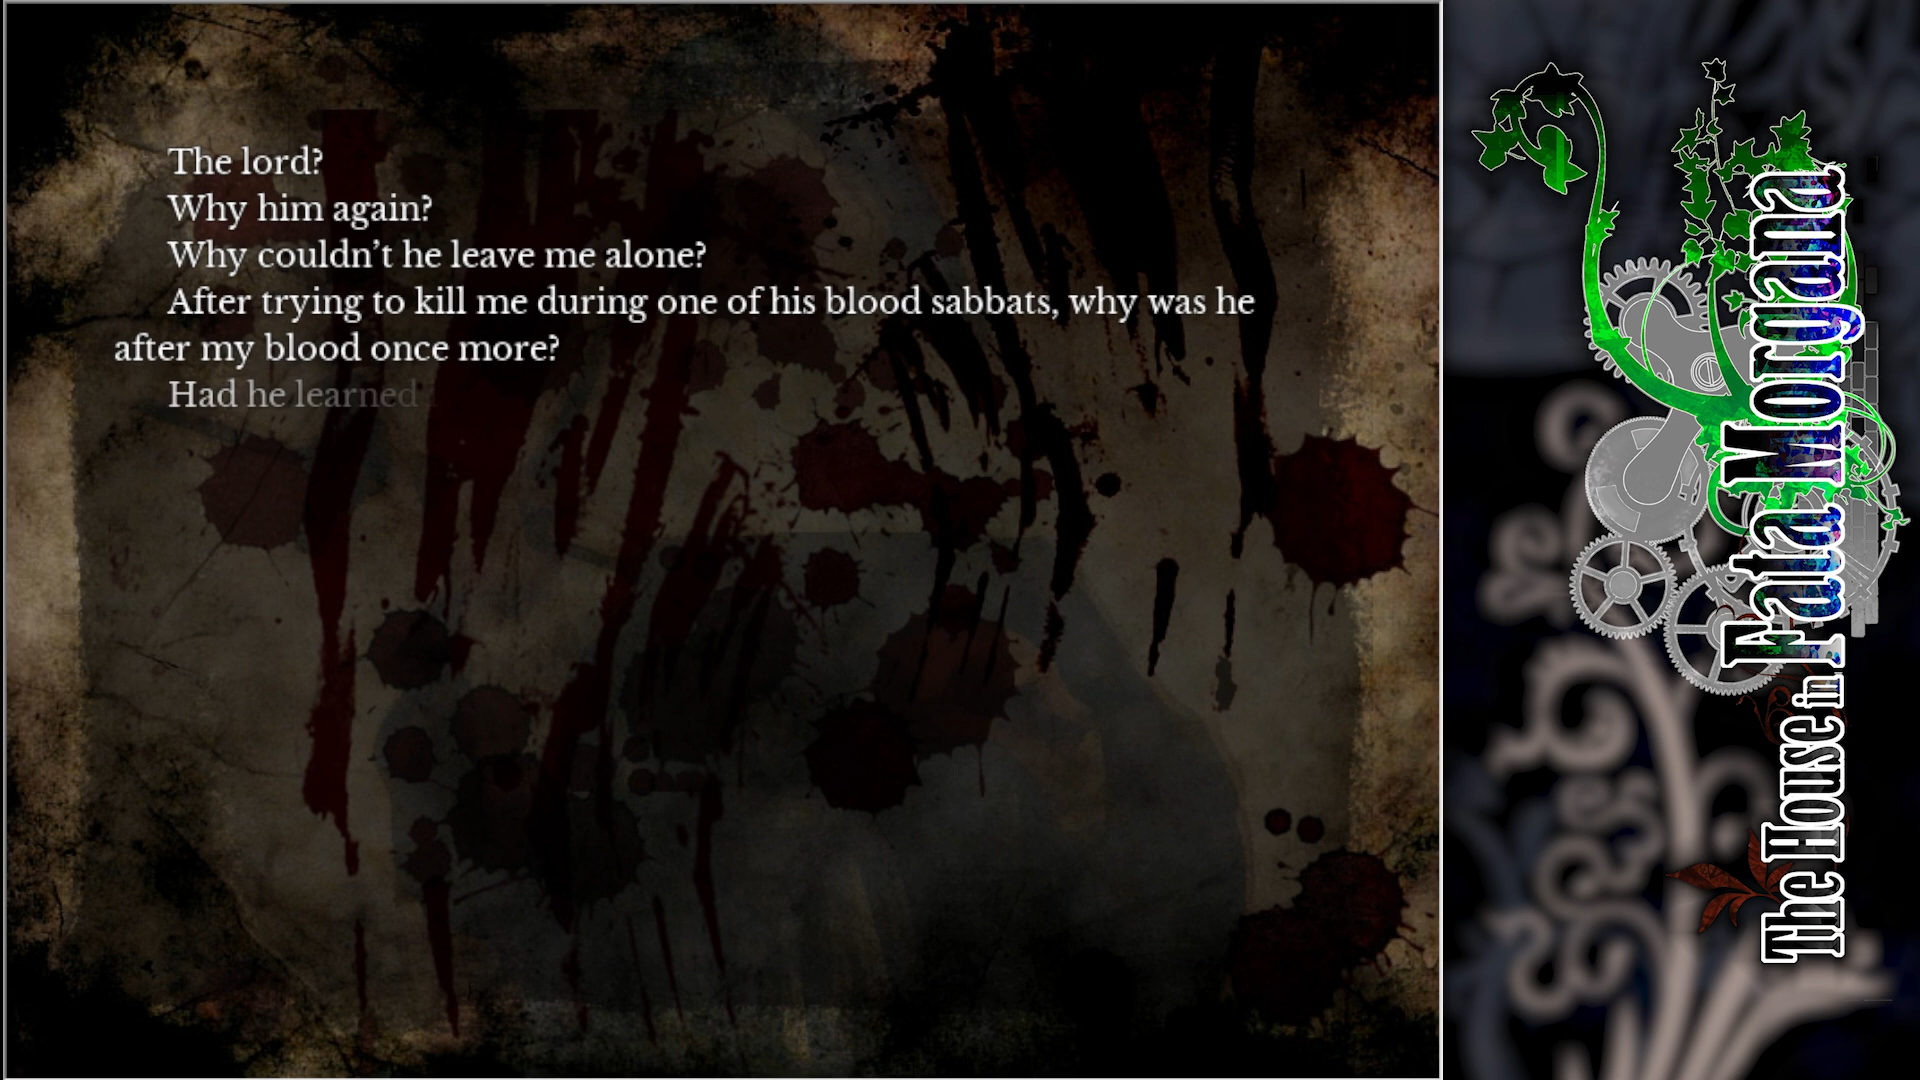 The lord?
Why him again?
Why couldn’t he leave me alone?
After trying to kill me during one of his blood sabbats, why was he
after my blood once more?
Had he learned
The House in Fata Morgana